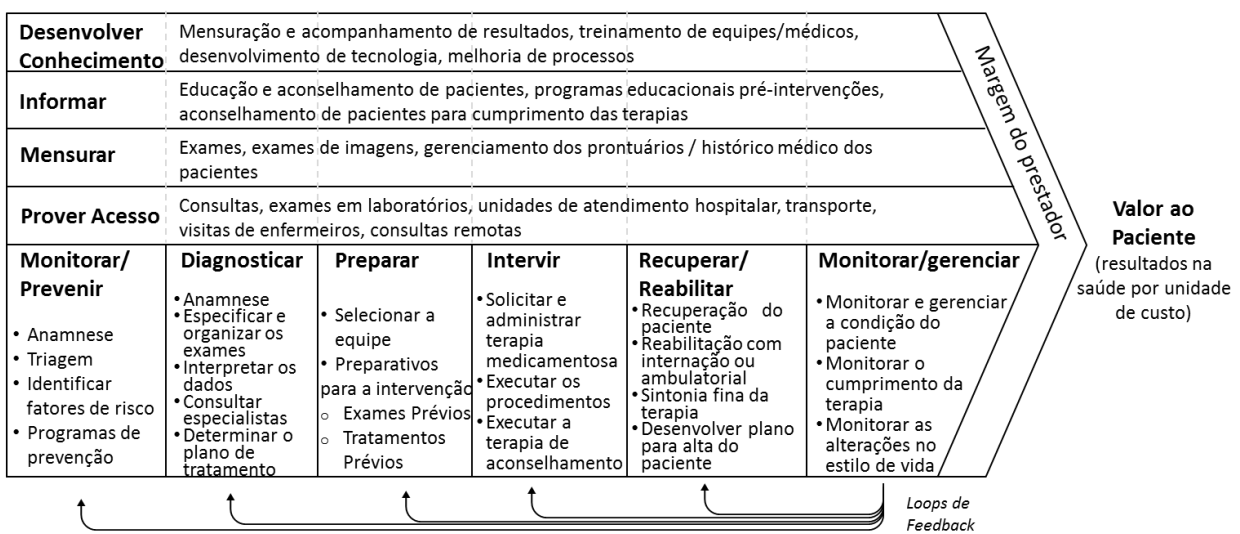 Desenvolver
Conhecimento
Mensuração e acompanhamento de resultados, treinamento de equipes/médicos,
desenvolvimento de tecnologia, melhoria de processos
Informar
Educação e aconselhamento de pacientes, programas educacionais pré-intervenções,
aconselhamento de pacientes para cumprimento das terapias
Mensurar
Exames, exames de imagens, gerenciamento dos prontuários / histórico médico dos
pacientes
Prover Acesso
Consultas, exames em laboratórios, unidades de atendimento hospitalar, transporte,
visitas de enfermeiros, consultas remotas
Margem do prestador
Valor ao
Paciente
(resultados na
saúde por unidade
de custo)
Monitorar/
Prevenir
• Anamnese
• Triagem
• Identificar
fatores de risco
• Programas de
prevenção
Diagnosticar
• Anamnese
• Especificar e
organizar os
exames
• Interpretar os
dados
• Consultar
especialistas
• Determinar o
plano de
tratamento
Preparar
• Selecionar a
equipe
• Preparativos
para a intervenção
o Exames Prévios
o Tratamentos
Prévios
Intervir
• Solicitar e
administrar
terapia
medicamentosa
• Executar os
procedimentos
• Executar a
terapia de
aconselhamento
Recuperar/
Reabilitar
• Recuperação do
paciente
• Reabilitação com
internação ou
ambulatorial
• Sintonia fina da
terapia
• Desenvolver plano
para alta do
paciente
Monitorar/gerenciar
• Monitorar e gerenciar
a condição do
paciente
• Monitorar o
cumprimento da
terapia
• Monitorar as
alterações no
estilo de vida
Loops de
Feedback